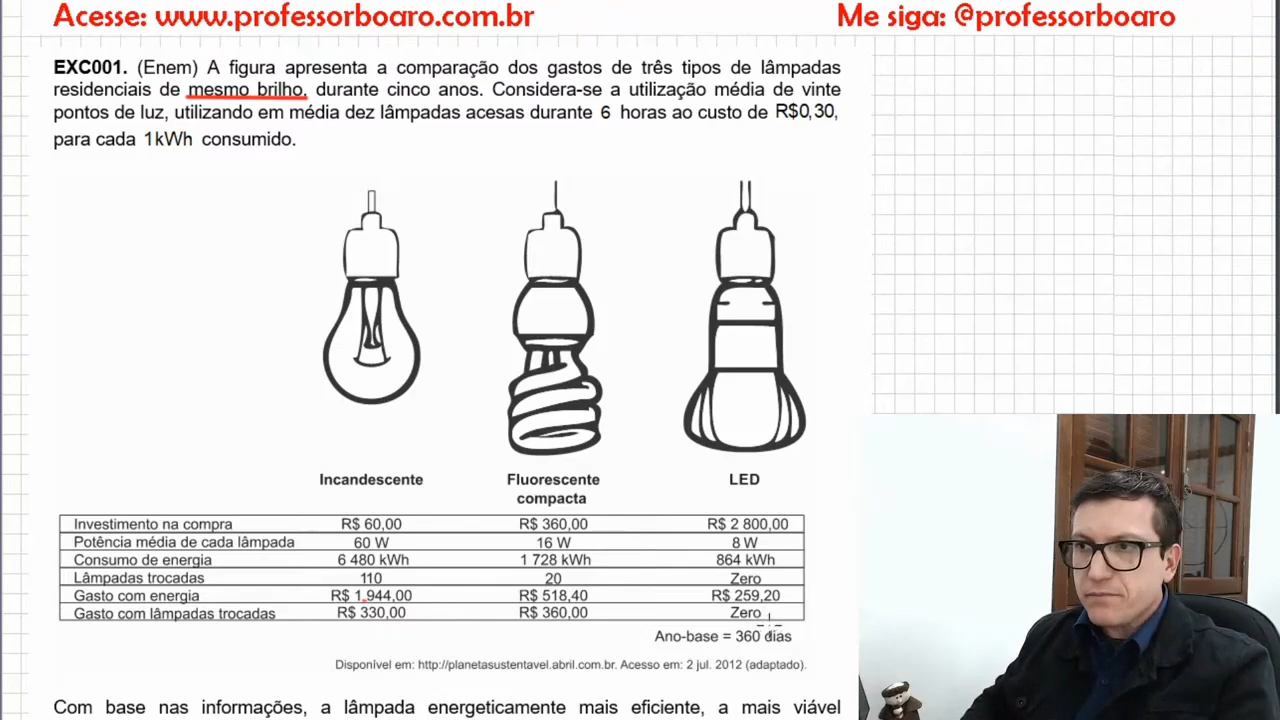 Acesse: www.professorboaro.com.br
Me siga: @professorboaro
EXC001. (Enem) A figura apresenta a comparação dos gastos de três tipos de lâmpadas
residenciais de mesmo brilho, durante cinco anos. Considera-se a utilização média de vinte
pontos de luz, utilizando em média dez lâmpadas acesas durante 6 horas ao custo de R$0,30,
para cada 1kWh consumido.
Incandescente
Fluorescente
compacta
LED
Investimento na compra R$ 60,00 R$ 360,00 R$ 2 800,00
Potência média de cada lâmpada 60 W 16 W 8 W
Consumo de energia 6 480 kWh 1 728 kWh 864 kWh
Lâmpadas trocadas 110 20 Zero
Gasto com energia R$ 1.944,00 R$ 518,40 R$ 259,20
Gasto com lâmpadas trocadas R$ 330,00 R$ 360,00 Zero
Ano-base = 360 dias
Disponível em: http://planetasustentavel.abril.com.br. Acesso em: 2 jul. 2012 (adaptado).
Com base nas informações, a lâmpada energeticamente mais eficiente, a mais viável